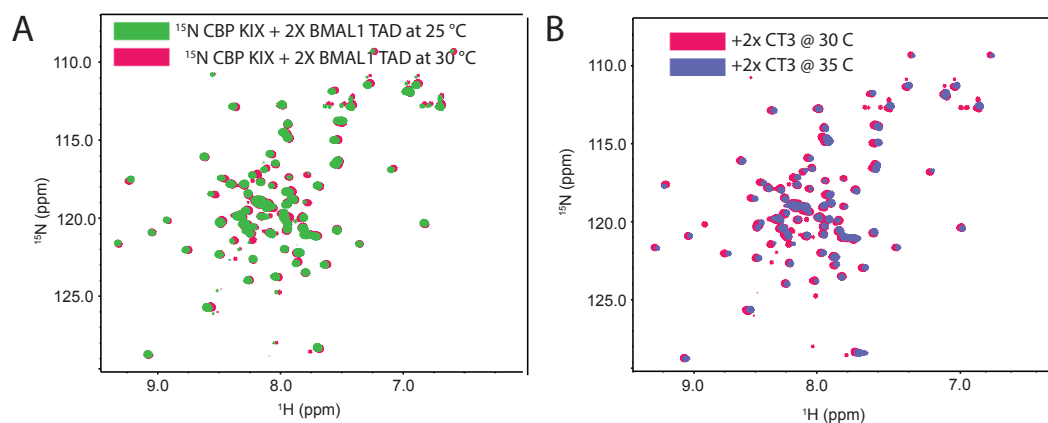 A
¹⁵N CBP KIX + 2X BMAL1 TAD at 25 °C
¹⁵N CBP KIX + 2X BMAL1 TAD at 30 °C
110.0
115.0
120.0
125.0
¹⁵N (ppm)
9.0 8.0 7.0
¹H (ppm)
B
+2x CT3 @ 30 C
+2x CT3 @ 35 C
110.0
115.0
120.0
125.0
¹⁵N (ppm)
9.0 8.0 7.0
¹H (ppm)